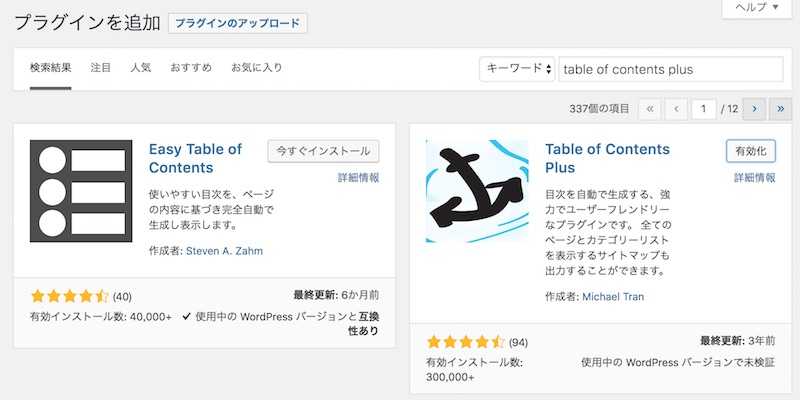 ヘルプ ▼
プラグインを追加 プラグインのアップロード
検索結果 注目 人気 おすすめ お気に入り キーワード table of contents plus
337個の項目 « ‹ 1 / 12 › »
Easy Table of
Contents
今すぐインストール
詳細情報
使いやすい目次を、ページ
の内容に基づき完全自動で
生成し表示します。
作成者: Steven A. Zahm
(40)
最終更新: 6か月前
有効インストール数: 40,000+
✔ 使用中の WordPress バージョンと互換
性あり
Table of Contents
Plus
有効化
詳細情報
目次を自動で生成する、強
力でユーザーフレンドリー
なプラグインです。 全ての
ページとカテゴリーリスト
を表示するサイトマップも
出力することができます。
作成者: Michael Tran
(94)
最終更新: 3年前
有効インストール数:
300,000+
使用中の WordPress バージョンで未検証